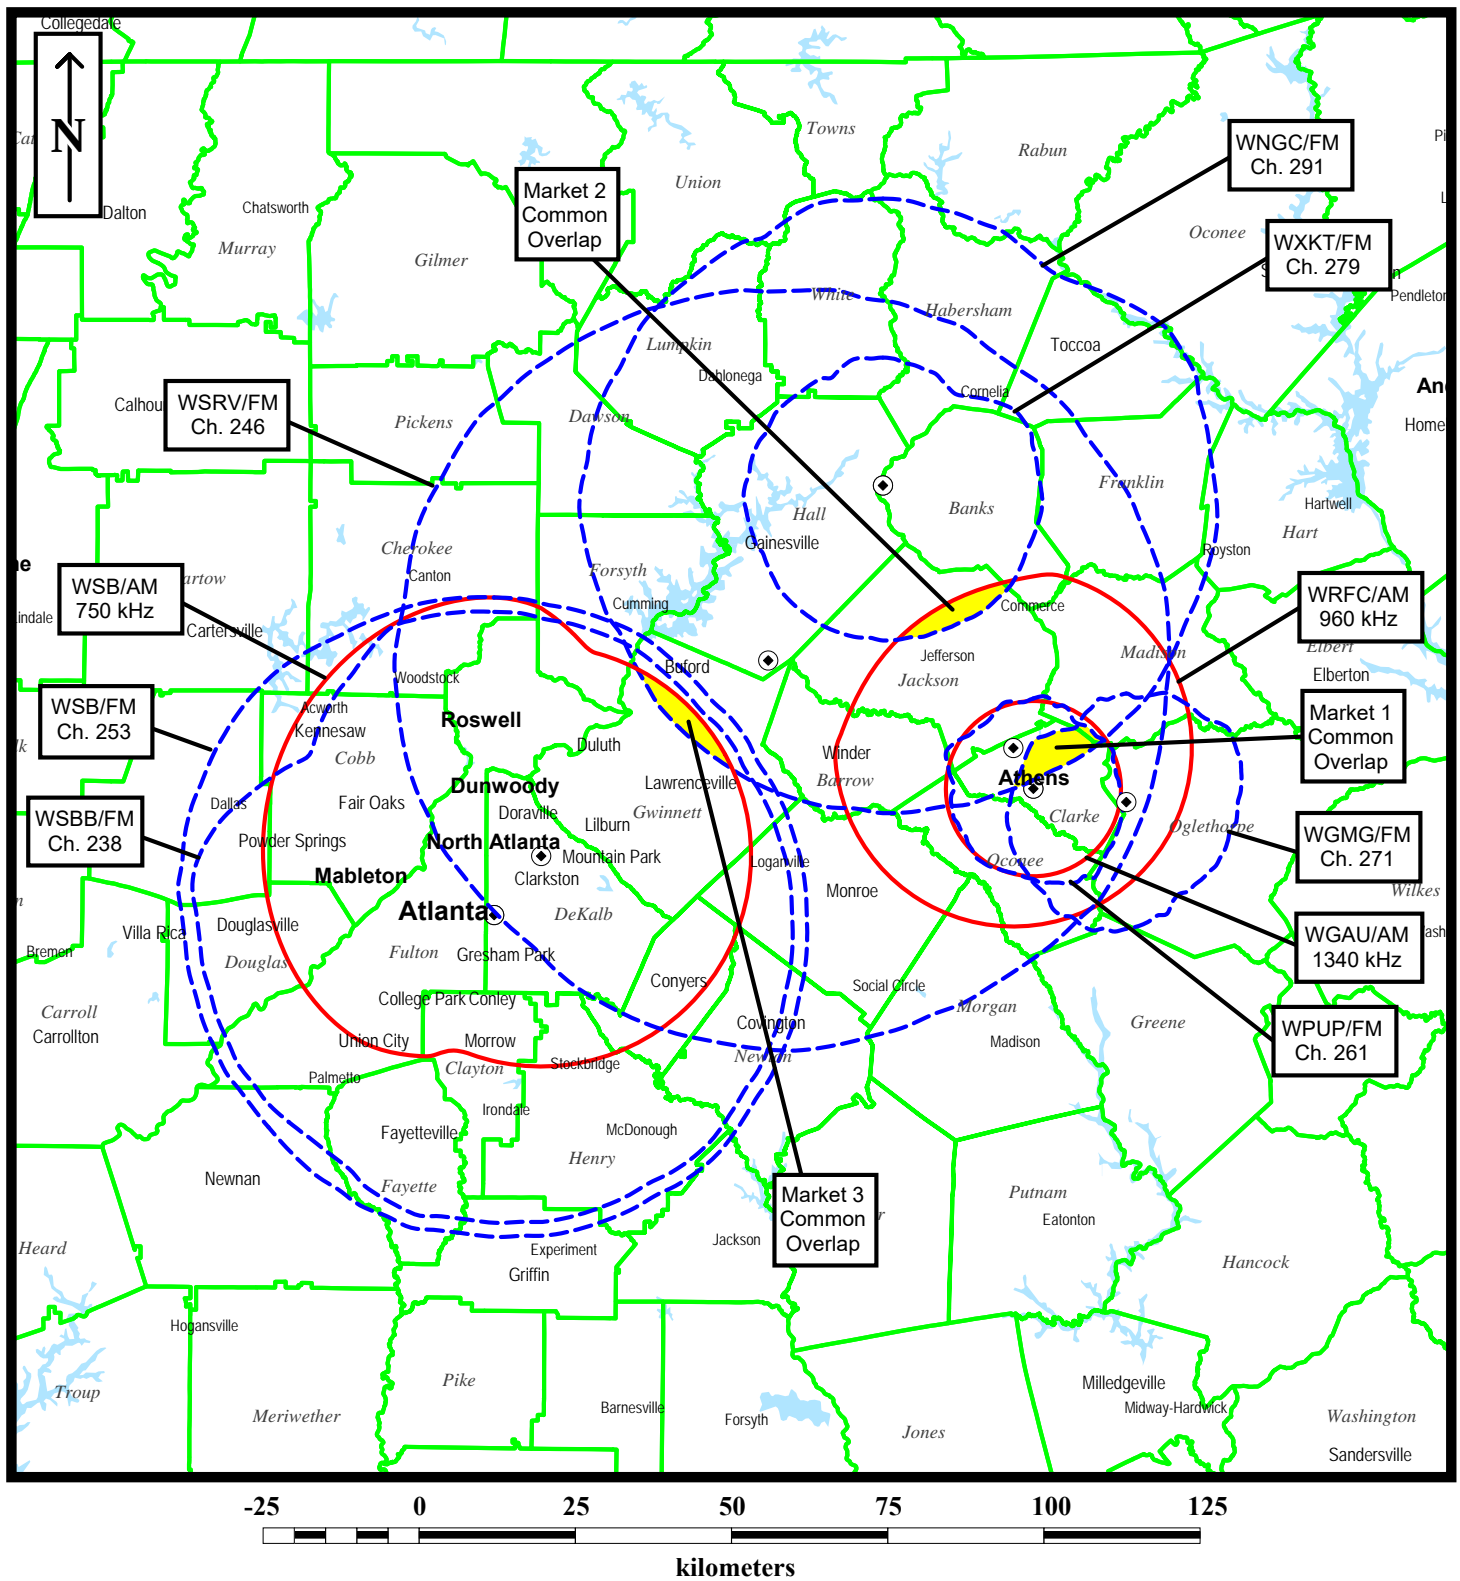 Collegedale
N
Cat
Dalton
Chatsworth
Murray
Gilmer
Union
Towns
Rabun
Oconee
Market 2
Common
Overlap
WNGC/FM
Ch. 291
WXKT/FM
Ch. 279
Pendleton
White
Habersham
Lumpkin
Toccoa
Dahlonega
Cornelia
Calhou
WSRV/FM
Ch. 246
Pickens
Dawson
Home
Hall
Banks
Franklin
Hartwell
Hart
Gainesville
Royston
Cherokee
Canton
Forsyth
Cumming
Commerce
WSB/AM
750 kHz
artow
Lindale
Cartersville
WRFC/AM
960 kHz
Elbert
Elberton
Madison
Jefferson
Jackson
Buford
Woodstock
WSB/FM
Ch. 253
Acworth
Kennesaw
Roswell
Cobb
Duluth
Winder
Barrow
Market 1
Common
Overlap
Athens
Clarke
Dunwoody
Lawrenceville
Gwinnett
Dallas
Fair Oaks
Doraville
Lilburn
WSBB/FM
Ch. 238
Powder Springs
North Atlanta
Mountain Park
Loganville
Oconee
Oglethorpe
WGMG/FM
Ch. 271
Mableton
Clarkston
Monroe
Wilkes
Atlanta
DeKalb
Douglasville
Villa Rica
Bremen
Douglas
Fulton
Gresham Park
WGAU/AM
1340 kHz
Conyers
Social Circle
Morgan
College Park
Conley
Carroll
Carrollton
Union City
Morrow
Covington
Newton
Madison
Greene
WPUP/FM
Ch. 261
Clayton
Stockbridge
Palmetto
Irondale
Fayetteville
McDonough
Henry
Newnan
Fayette
Market 3
Common
Overlap
Putnam
Eatonton
Heard
Jackson
Experiment
Griffin
Hancock
Hogansville
Troup
Pike
Meriwether
Barnesville
Forsyth
Jones
Milledgeville
Midway-Hardwick
Washington
Sandersville
-25 0 25 50 75 100 125
kilometers